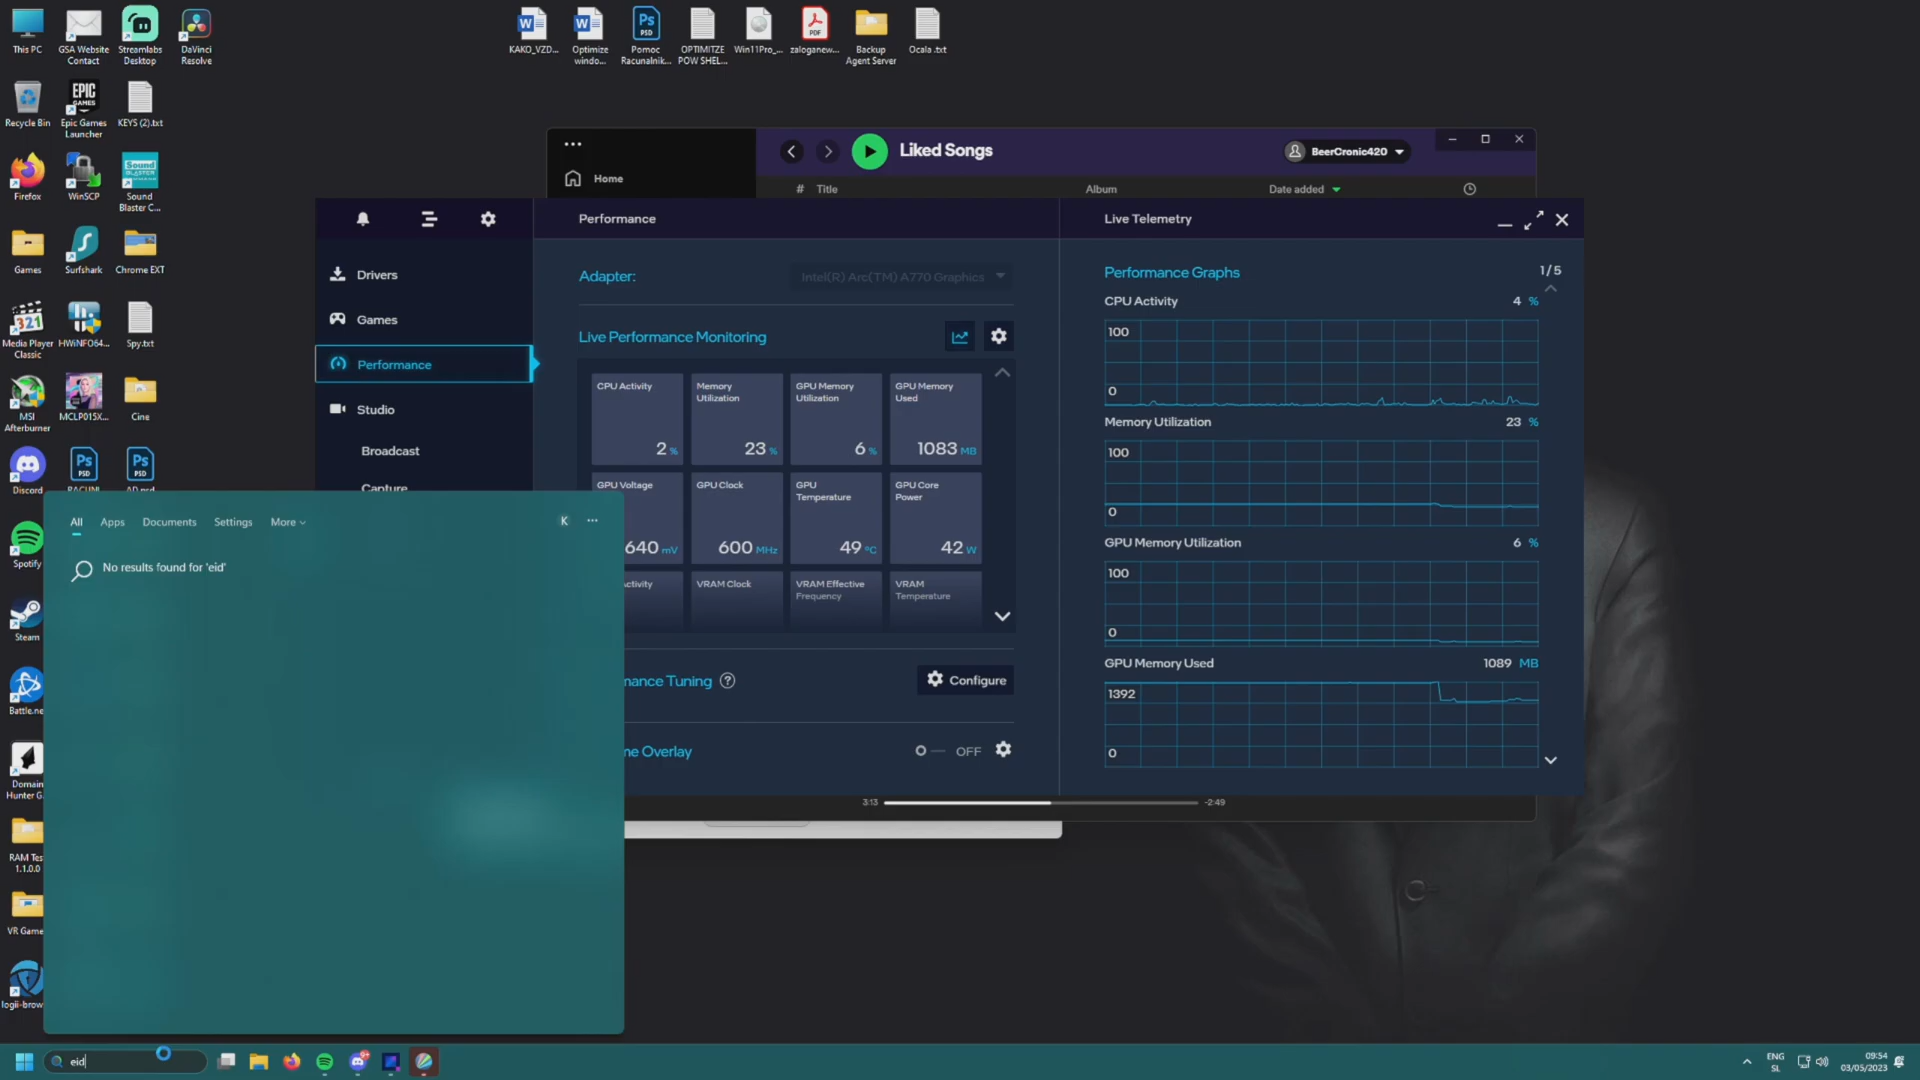 This PC
GSA Website
Contact
Streamlabs
Desktop
DaVinci
Resolve
KAKO_VZD...
Optimize
windo...
Pomoc
Racunalnik...
OPTIMITZE
POW SHEL...
Win11Pro_...
zaloganew...
Backup
Agent Server
Ocala .txt
Recycle Bin
Epic Games
Launcher
KEYS (2).txt
Firefox
WinSCP
Sound
Blaster C...
Games
Surfshark
Chrome EXT
Media Player
Classic
HWiNFO64...
Spy.txt
MSI
Afterburner
MCLP015X...
Cine
Discord
AD.psd
Spotify
Steam
Battle.ne
Domain
Hunter G
RAM Tes
1.1.0.0
VR Game
logii-brow
Liked Songs
BeerCronic420
Home
# Title
Album
Date added
Performance
Live Telemetry
Drivers
Games
Performance
Studio
Broadcast
Capture
Adapter:
Intel(R) Arc(TM) A770 Graphics
Live Performance Monitoring
CPU Activity
2 %
Memory
Utilization
23 %
GPU Memory
Utilization
6 %
GPU Memory
Used
1083 MB
GPU Voltage
640 mV
GPU Clock
600 MHz
GPU
Temperature
49 °C
GPU Core
Power
42 W
ctivity
VRAM Clock
VRAM Effective
Frequency
VRAM
Temperature
mance Tuning
?
Configure
me Overlay
OFF
Performance Graphs
1/5
CPU Activity
4 %
100
0
Memory Utilization
23 %
100
0
GPU Memory Utilization
6 %
100
0
GPU Memory Used
1089 MB
1392
0
3:13
-2:49
All
Apps
Documents
Settings
More
K
No results found for 'eid'
eid
ENG
SL
09:54
03/05/2023